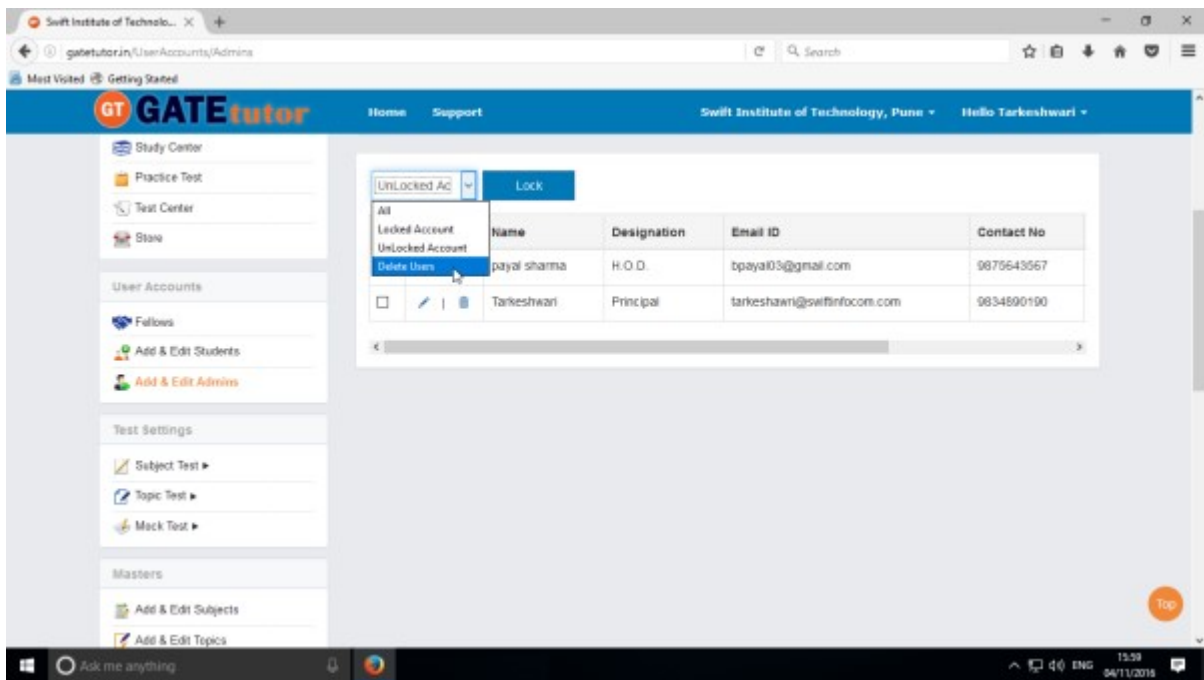 Swift Institute of Technolo...
gatetutor.in/UserAccounts/Admins
Search
Most Visited Getting Started
GT GATEtutor Home Support Swift Institute of Technology, Pune Hello Tarkeshwari
Study Center
Practice Test
Test Center
Store
User Accounts
Fellows
Add & Edit Students
Add & Edit Admins
Test Settings
Subject Test
Topic Test
Mock Test
Masters
Add & Edit Subjects
Add & Edit Topics
UnLocked Ac Lock
All
Locked Account
UnLocked Account
Delete Users
Name Designation Email ID Contact No
payal sharma H.O.D. bpayal03@gmail.com 9875643567
| Tarkeshwari Principal tarkeshawri@swiftinfocom.com 9834890190
Top
Ask me anything
ENG 15:59
04/11/2016